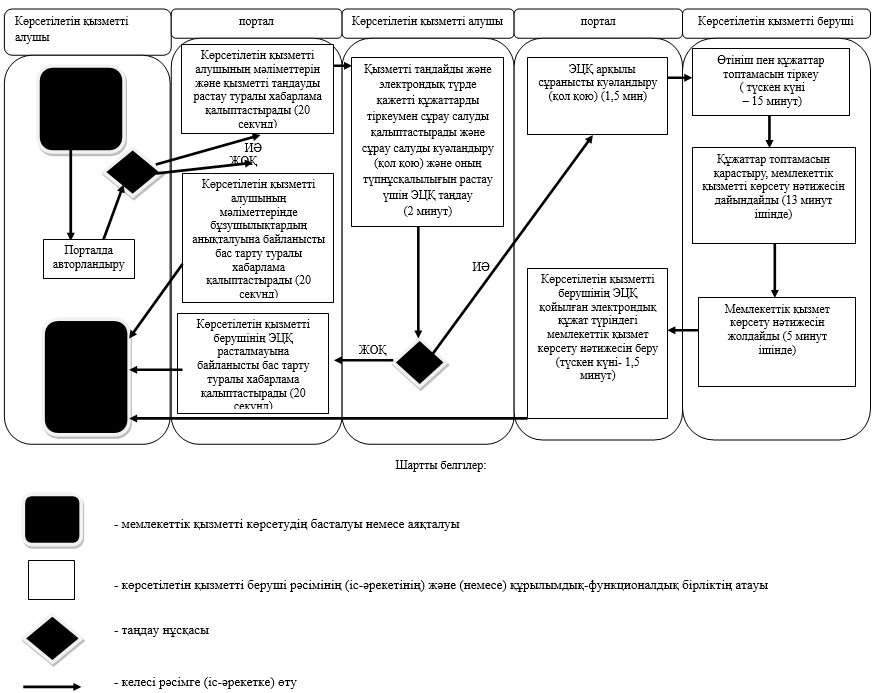 Көрсетілетін қызметті
алушы
портал
Көрсетілетін қызметті алушы
портал
Көрсетілетін қызметті беруші
Порталда
авторландыру
Көрсетілетін қызметті
алушының мәліметтерін
және қызметті таңдауды
растау туралы хабарлама
қалыптастырады (20
секунд)
ИӘ
ЖОҚ
Көрсетілетін қызметті
алушының
мәліметтерінде
бұзушылықтардың
анықталуына байланысты
бас тарту туралы
хабарлама
қалыптастырады (20
секунд)
Көрсетілетін қызметті
берушінің ЭЦҚ
расталмауына
байланысты бас тарту
туралы хабарлама
қалыптастырады (20
секунд)
Қызметті таңдайды және
электрондық түрде
қажетті құжаттарды
тіркеумен сұрау салуды
қалыптастырады және
сұрау салуды куәландыру
(қол қою) және оның
түпнұсқалылығын растау
үшін ЭЦҚ таңдау
(2 минут)
ЖОҚ
ИӘ
ЭЦҚ арқылы
сұранысты куәландыру
(қол қою) (1,5 мин)
Көрсетілетін қызметті
берушінің ЭЦҚ
қойылған электрондық
құжат түріндегі
мемлекеттік қызмет
көрсету нәтижесін беру
(түскен күні- 1,5
минут)
Өтініш пен құжаттар
топтамасын тіркеу
( түскен күні
– 15 минут)
Құжаттар топтамасын
қарастыру, мемлекеттік
қызметті көрсету нәтижесін
дайындайды (13 минут
ішінде)
Мемлекеттік қызмет
көрсету нәтижесін
жолдайды (5 минут
ішінде)
Шартты белгілер:
- мемлекеттік қызметті көрсетудің басталуы немесе аяқталуы
- көрсетілетін қызметті беруші рәсімінің (іс-әрекетінің) және (немесе) құрылымдық-функционалдық бірліктің атауы
- таңдау нұсқасы
- келесі рәсімге (іс-әрекетке) өту